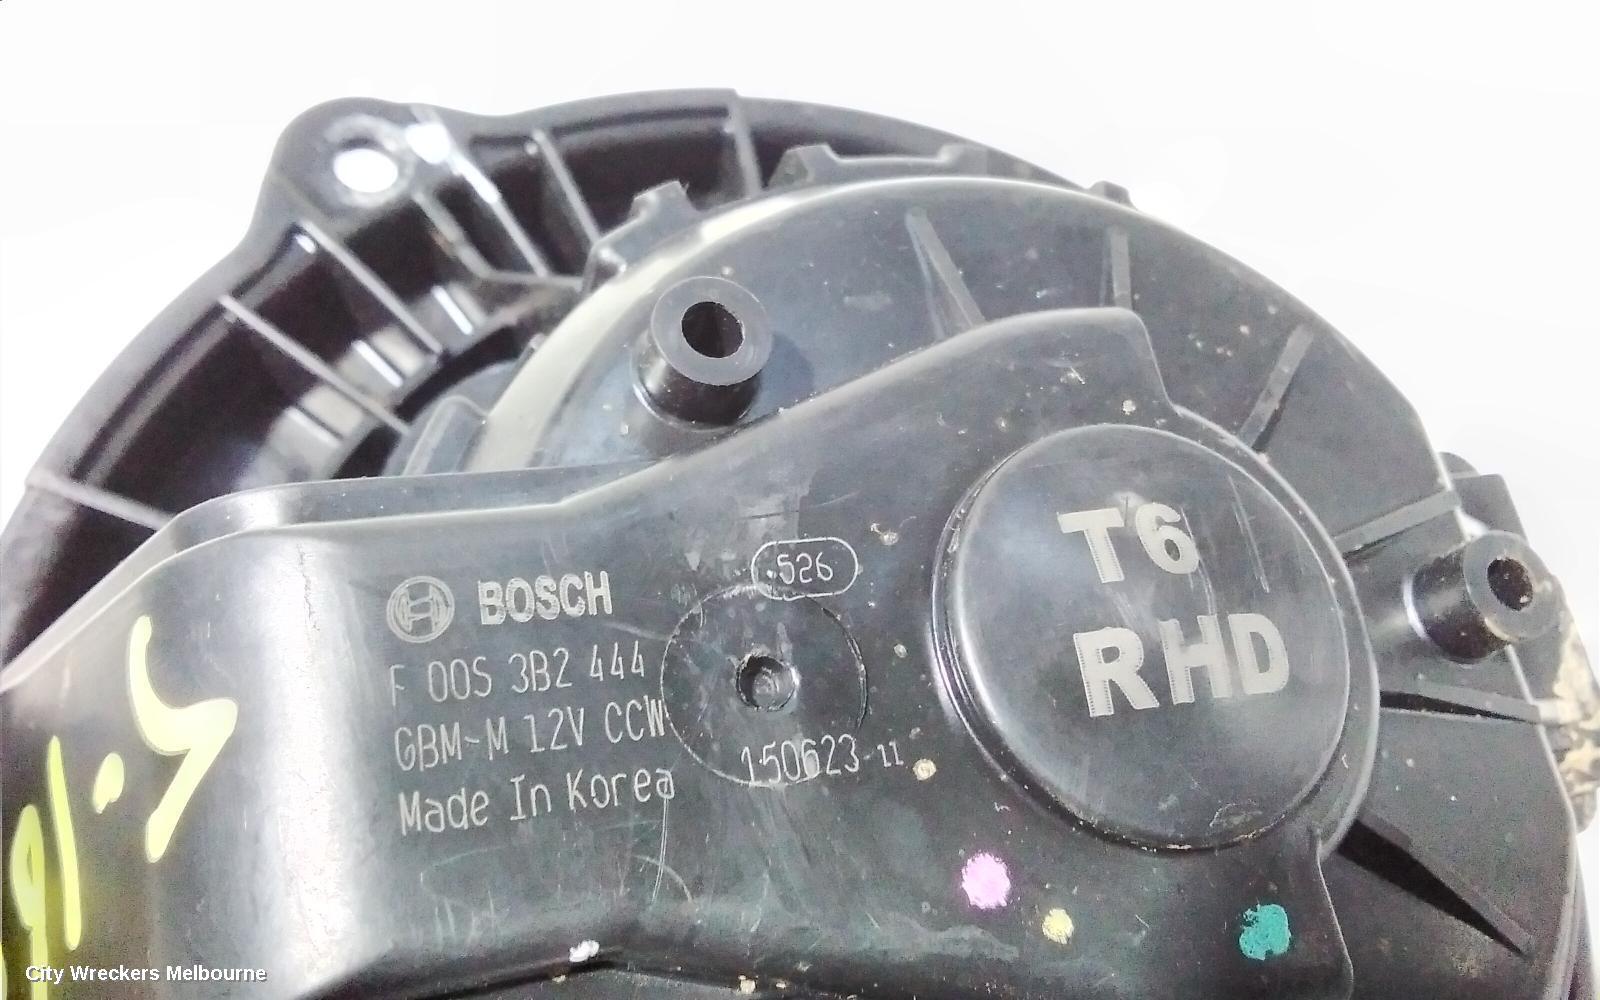 526
BOSCH
F 00S 3B2 444
GBM-M 12V CCW
Made In Korea
150623-11
T6
RHD
City Wreckers Melbourne